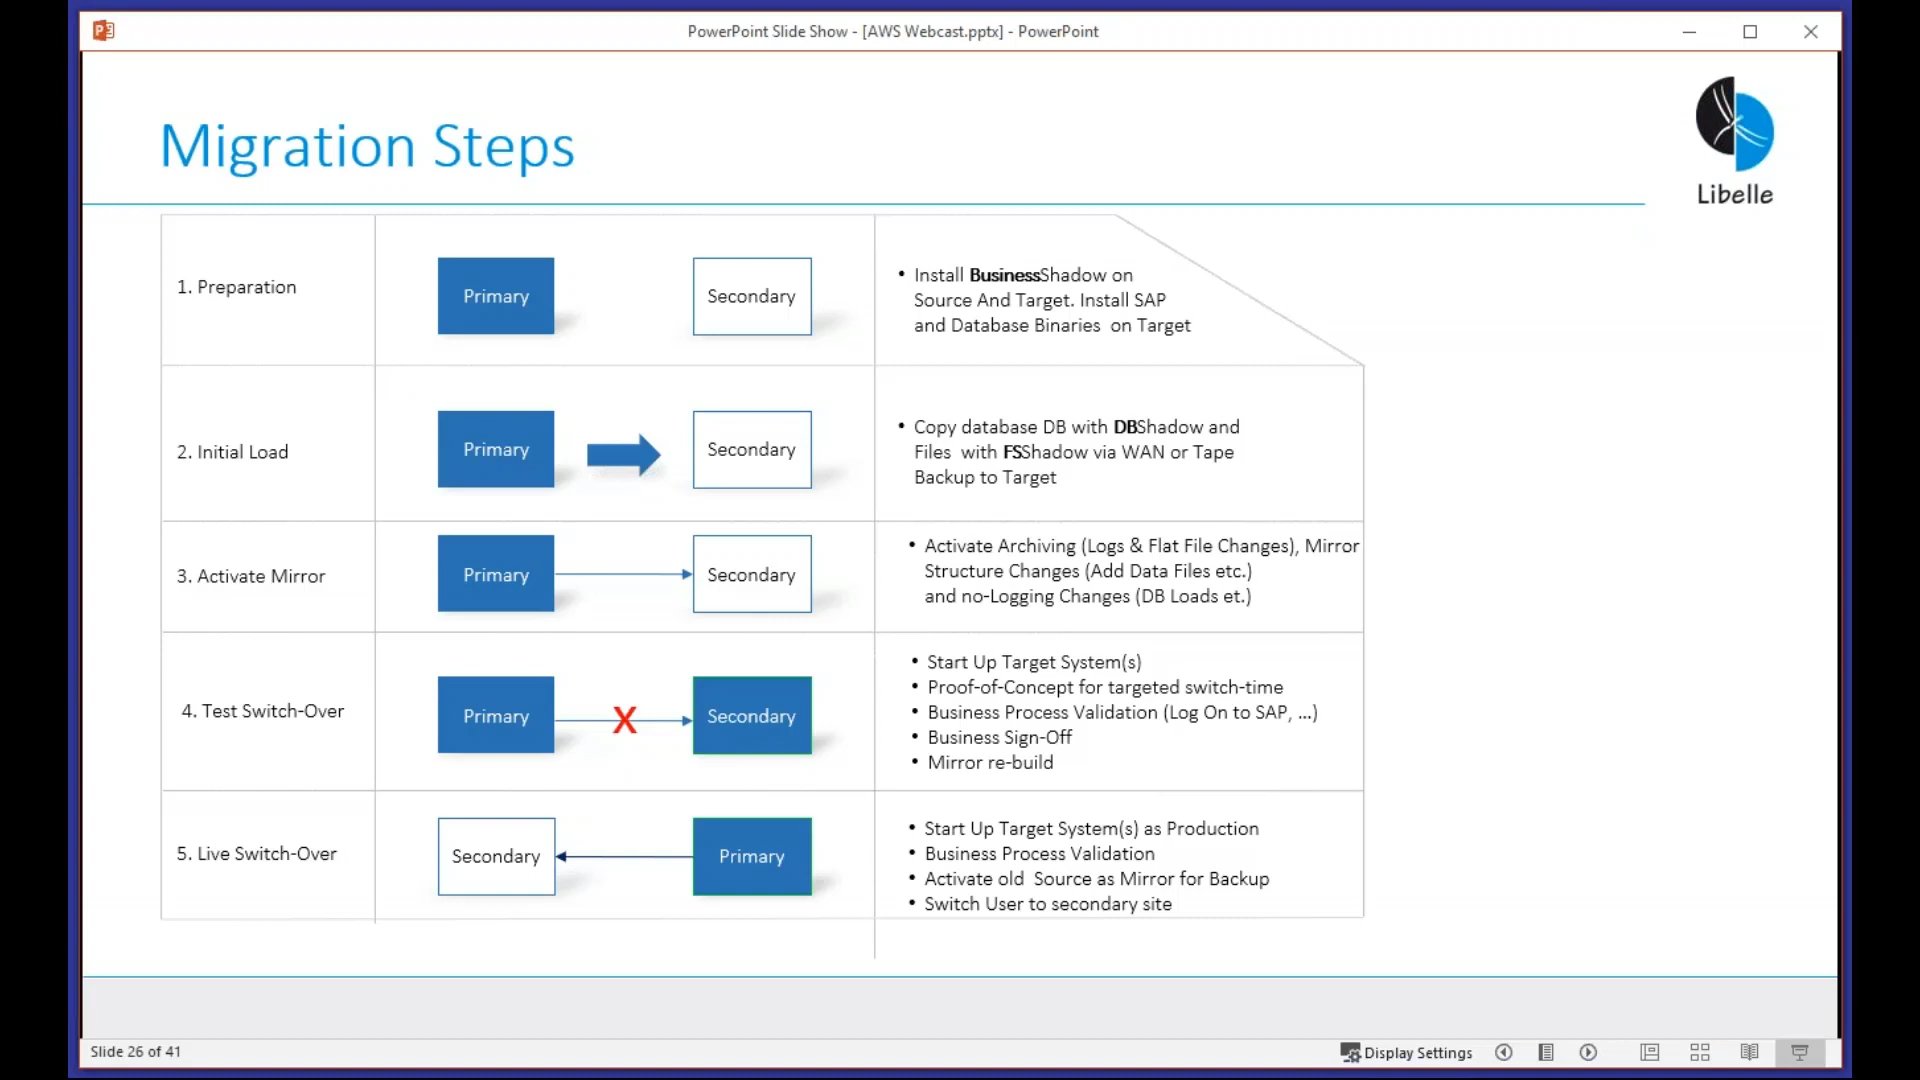 PowerPoint Slide Show - [AWS Webcast.pptx] - PowerPoint
Migration Steps
Libelle
1. Preparation
Primary
Secondary
• Install BusinessShadow on
Source And Target. Install SAP
and Database Binaries on Target
2. Initial Load
Primary
Secondary
• Copy database DB with DBShadow and
Files with FSShadow via WAN or Tape
Backup to Target
3. Activate Mirror
Primary
Secondary
• Activate Archiving (Logs & Flat File Changes), Mirror
Structure Changes (Add Data Files etc.)
and no-Logging Changes (DB Loads et.)
4. Test Switch-Over
Primary
X
Secondary
• Start Up Target System(s)
• Proof-of-Concept for targeted switch-time
• Business Process Validation (Log On to SAP, ...)
• Business Sign-Off
• Mirror re-build
5. Live Switch-Over
Secondary
Primary
• Start Up Target System(s) as Production
• Business Process Validation
• Activate old Source as Mirror for Backup
• Switch User to secondary site
Slide 26 of 41
Display Settings